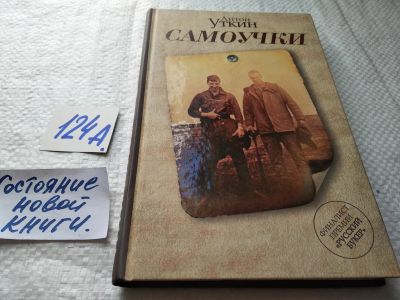 Антон
Уткин
САМОУЧКИ
124А.
Состояние
новой
книги.
ФИНАЛИСТ
ПРЕМИИ
«РУССКИЙ
БУКЕР»